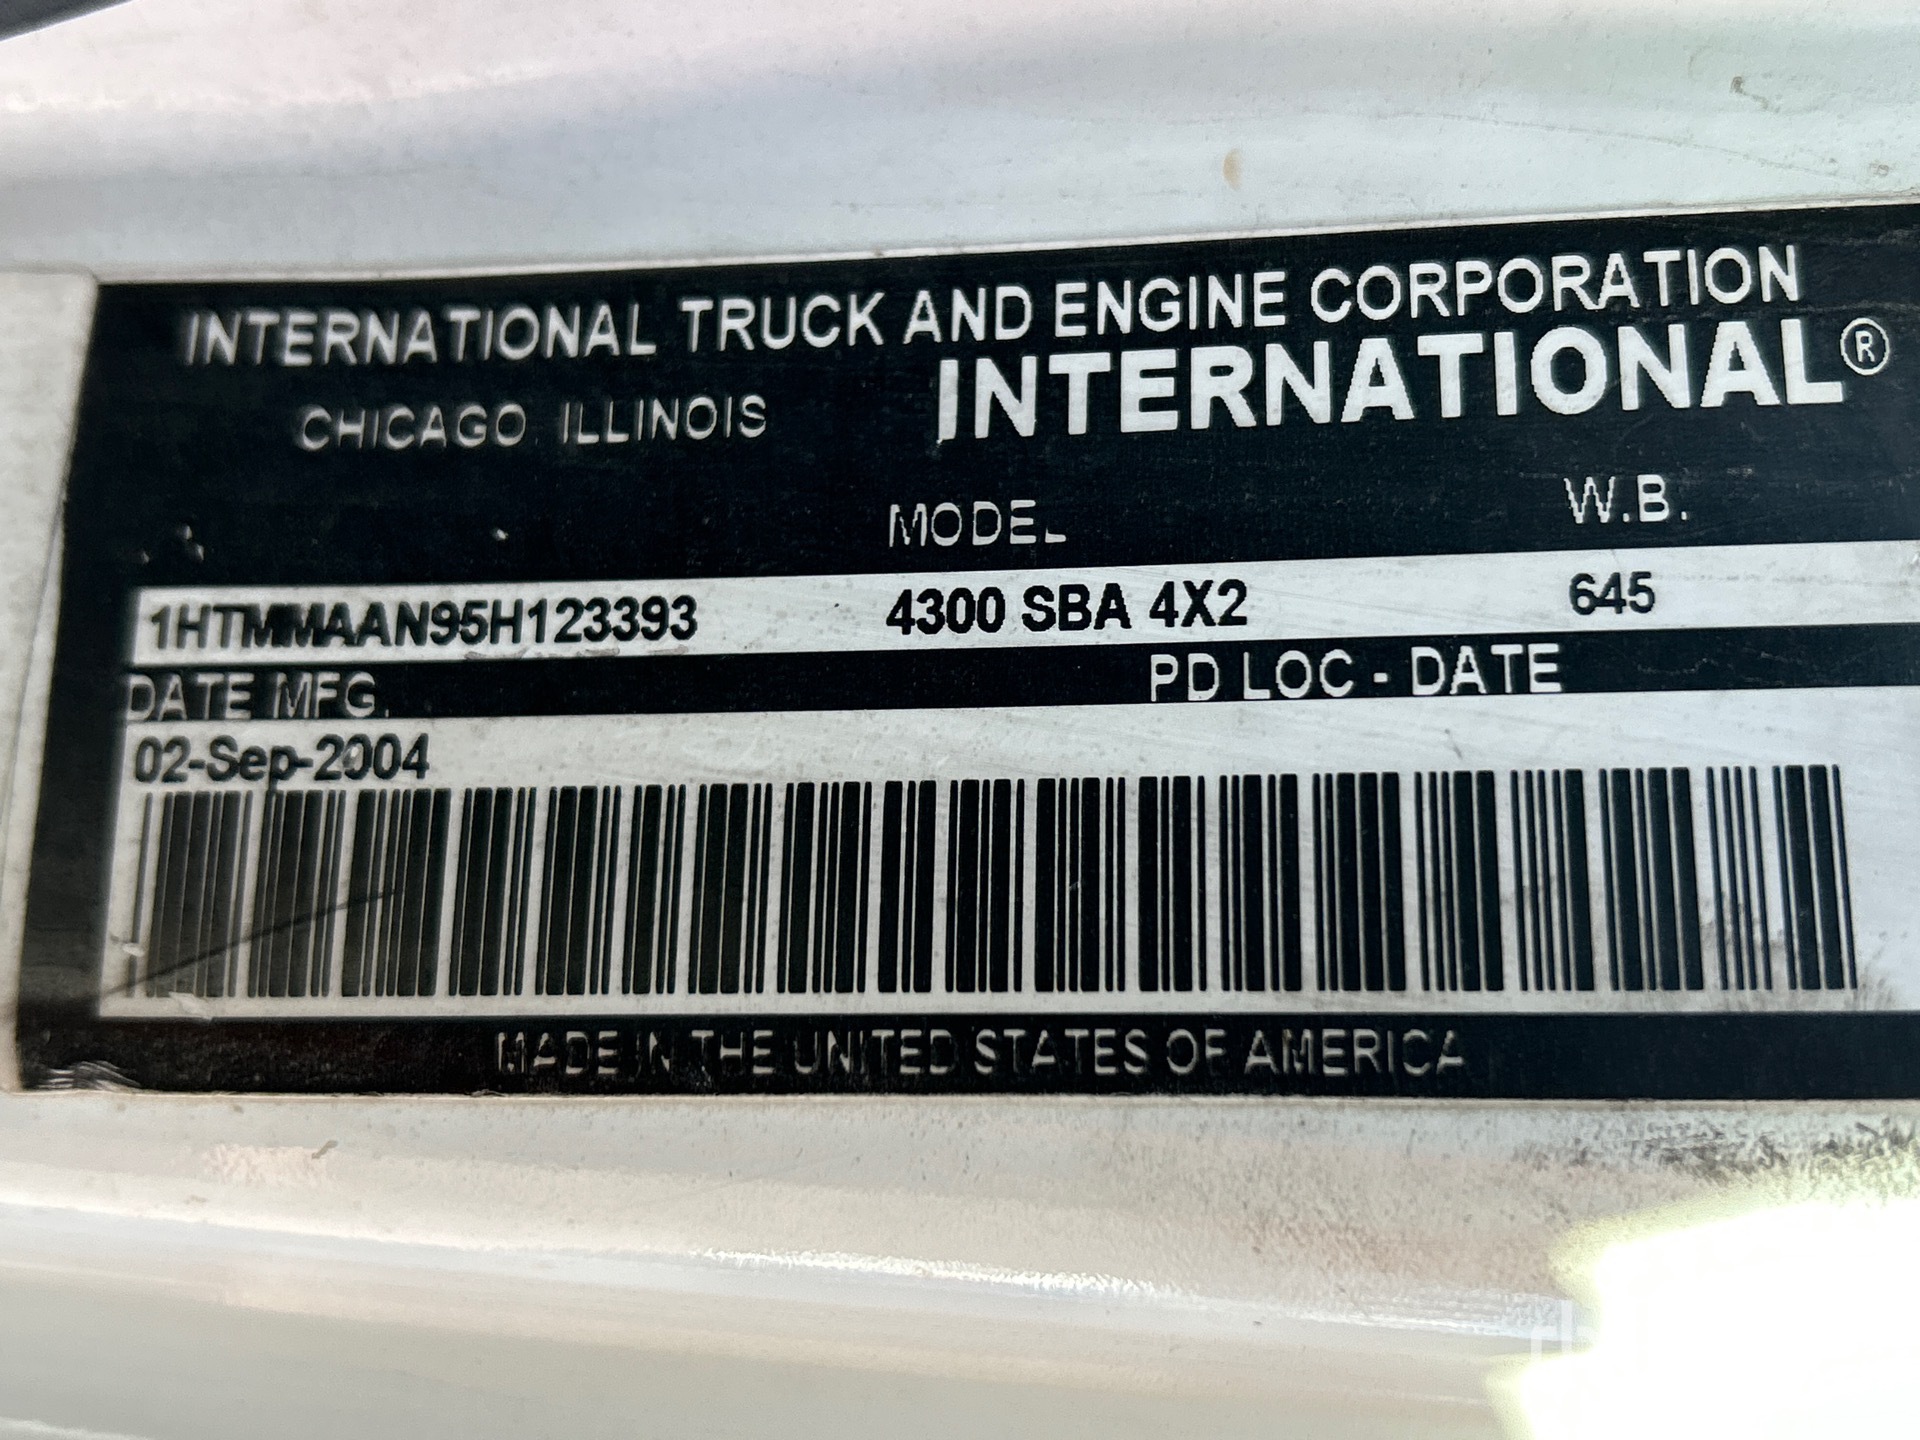 INTERNATIONAL TRUCK AND ENGINE CORPORATION
CHICAGO, ILLINOIS INTERNATIONAL®
MODEL W.B.
1HTMMAAN95H123393 4300 SBA 4X2 645
DATE MFG. PD LOC - DATE
02-Sep-2004
MADE IN THE UNITED STATES OF AMERICA